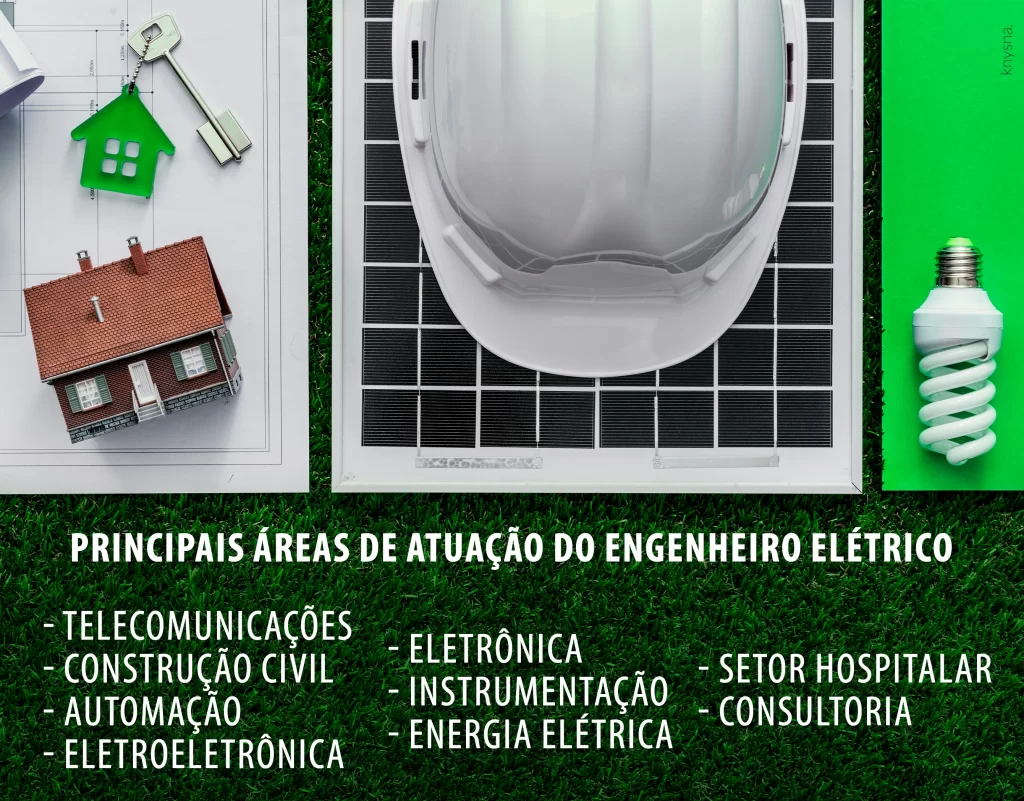 knysna.
PRINCIPAIS ÁREAS DE ATUAÇÃO DO ENGENHEIRO ELÉTRICO
- TELECOMUNICAÇÕES
- CONSTRUÇÃO CIVIL
- AUTOMAÇÃO
- ELETROELETRÔNICA
- ELETRÔNICA
- INSTRUMENTAÇÃO
- ENERGIA ELÉTRICA
- SETOR HOSPITALAR
- CONSULTORIA